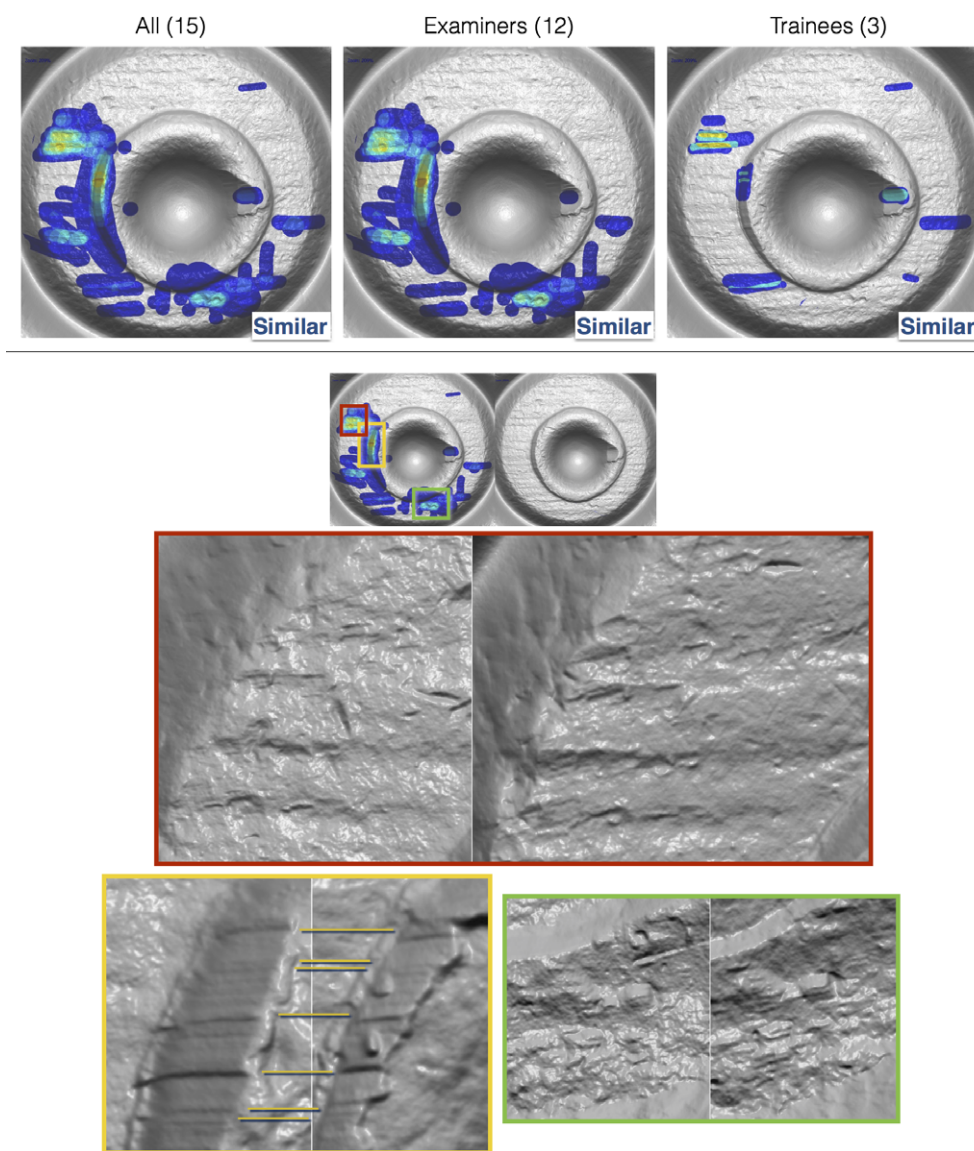 All (15)
Examiners (12)
Trainees (3)
Similar
Similar
Similar